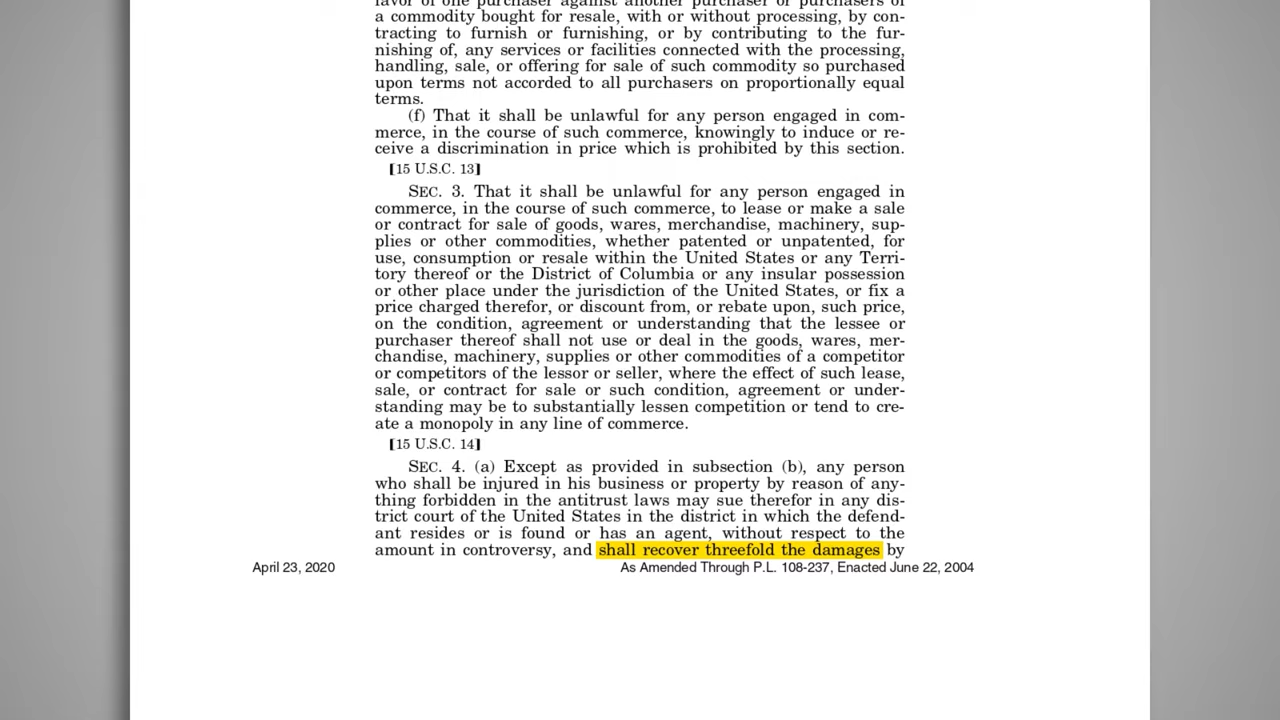 favor of one purchaser against another purchaser or purchasers of
a commodity bought for resale, with or without processing, by con-
tracting to furnish or furnishing, or by contributing to the fur-
nishing of, any services or facilities connected with the processing,
handling, sale, or offering for sale of such commodity so purchased
upon terms not accorded to all purchasers on proportionally equal
terms.
(f) That it shall be unlawful for any person engaged in com-
merce, in the course of such commerce, knowingly to induce or re-
ceive a discrimination in price which is prohibited by this section.
[15 U.S.C. 13]
SEC. 3. That it shall be unlawful for any person engaged in
commerce, in the course of such commerce, to lease or make a sale
or contract for sale of goods, wares, merchandise, machinery, sup-
plies or other commodities, whether patented or unpatented, for
use, consumption or resale within the United States or any Terri-
tory thereof or the District of Columbia or any insular possession
or other place under the jurisdiction of the United States, or fix a
price charged therefor, or discount from, or rebate upon, such price,
on the condition, agreement or understanding that the lessee or
purchaser thereof shall not use or deal in the goods, wares, mer-
chandise, machinery, supplies or other commodities of a competitor
or competitors of the lessor or seller, where the effect of such lease,
sale, or contract for sale or such condition, agreement or under-
standing may be to substantially lessen competition or tend to cre-
ate a monopoly in any line of commerce.
[15 U.S.C. 14]
SEC. 4. (a) Except as provided in subsection (b), any person
who shall be injured in his business or property by reason of any-
thing forbidden in the antitrust laws may sue therefor in any dis-
trict court of the United States in the district in which the defend-
ant resides or is found or has an agent, without respect to the
amount in controversy, and shall recover threefold the damages by
April 23, 2020 As Amended Through P.L. 108-237, Enacted June 22, 2004